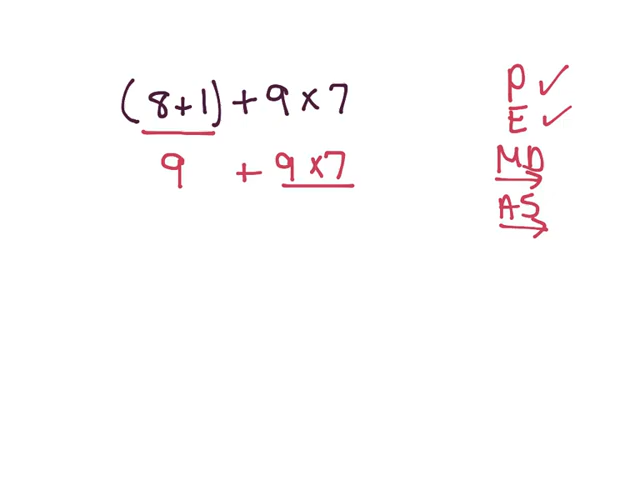 (8+1)+9×7
9 + 9×7
P ✓
E ✓
MD
AS